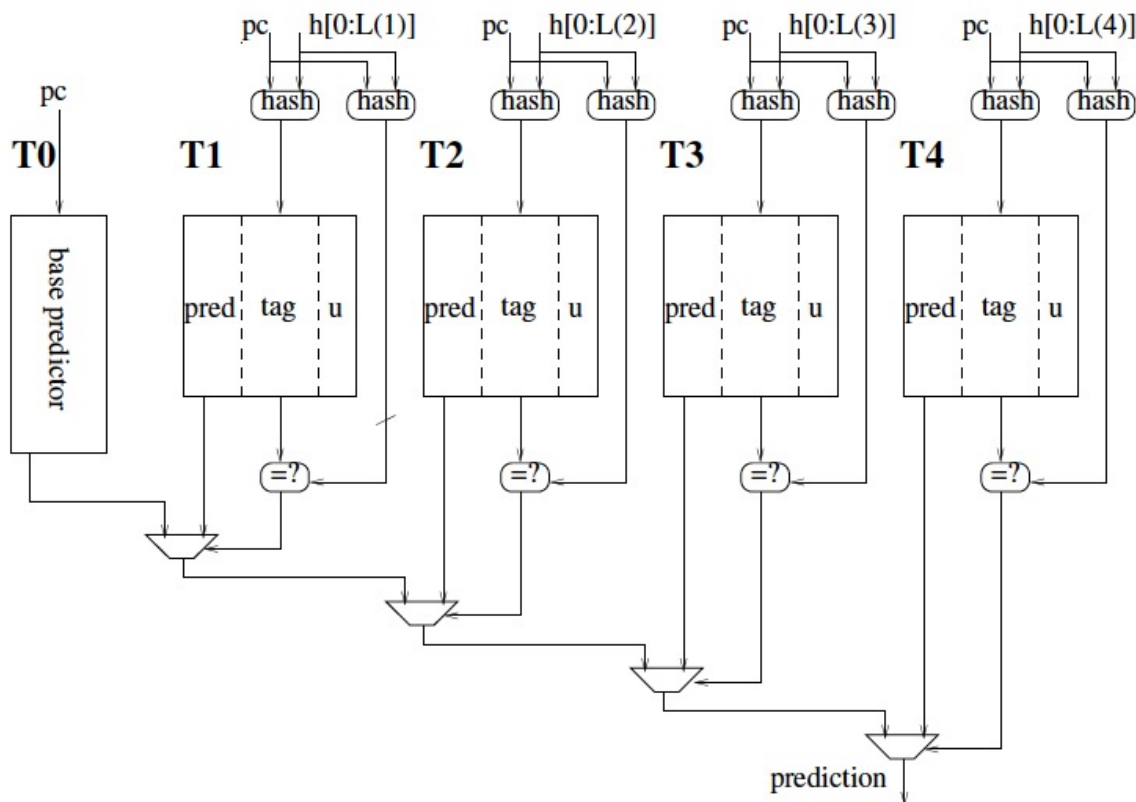 pc h[0:L(1)] pc h[0:L(2)] pc h[0:L(3)] pc h[0:L(4)]
pc hash hash hash hash hash hash hash hash
T0 T1 T2 T3 T4
base predictor
pred tag u pred tag u pred tag u pred tag u
=? =? =? =?
prediction